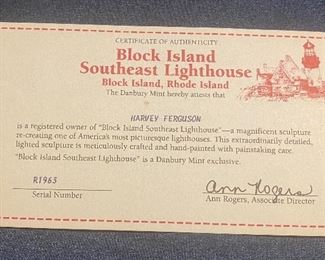 CERTIFICATE OF AUTHENTICITY
Block Island
Southeast Lighthouse
Block Island, Rhode Island
The Danbury Mint hereby attests that
HARVEY FERGUSON
is a registered owner of "Block Island Southeast Lighthouse"—a magnificent sculpture
re-creating one of America's most picturesque lighthouses. This extraordinarily detailed,
lighted sculpture is meticulously crafted and hand-painted with painstaking care.
"Block Island Southeast Lighthouse" is a Danbury Mint exclusive.
R1963
Serial Number
Ann Rogers
Ann Rogers, Associate Director